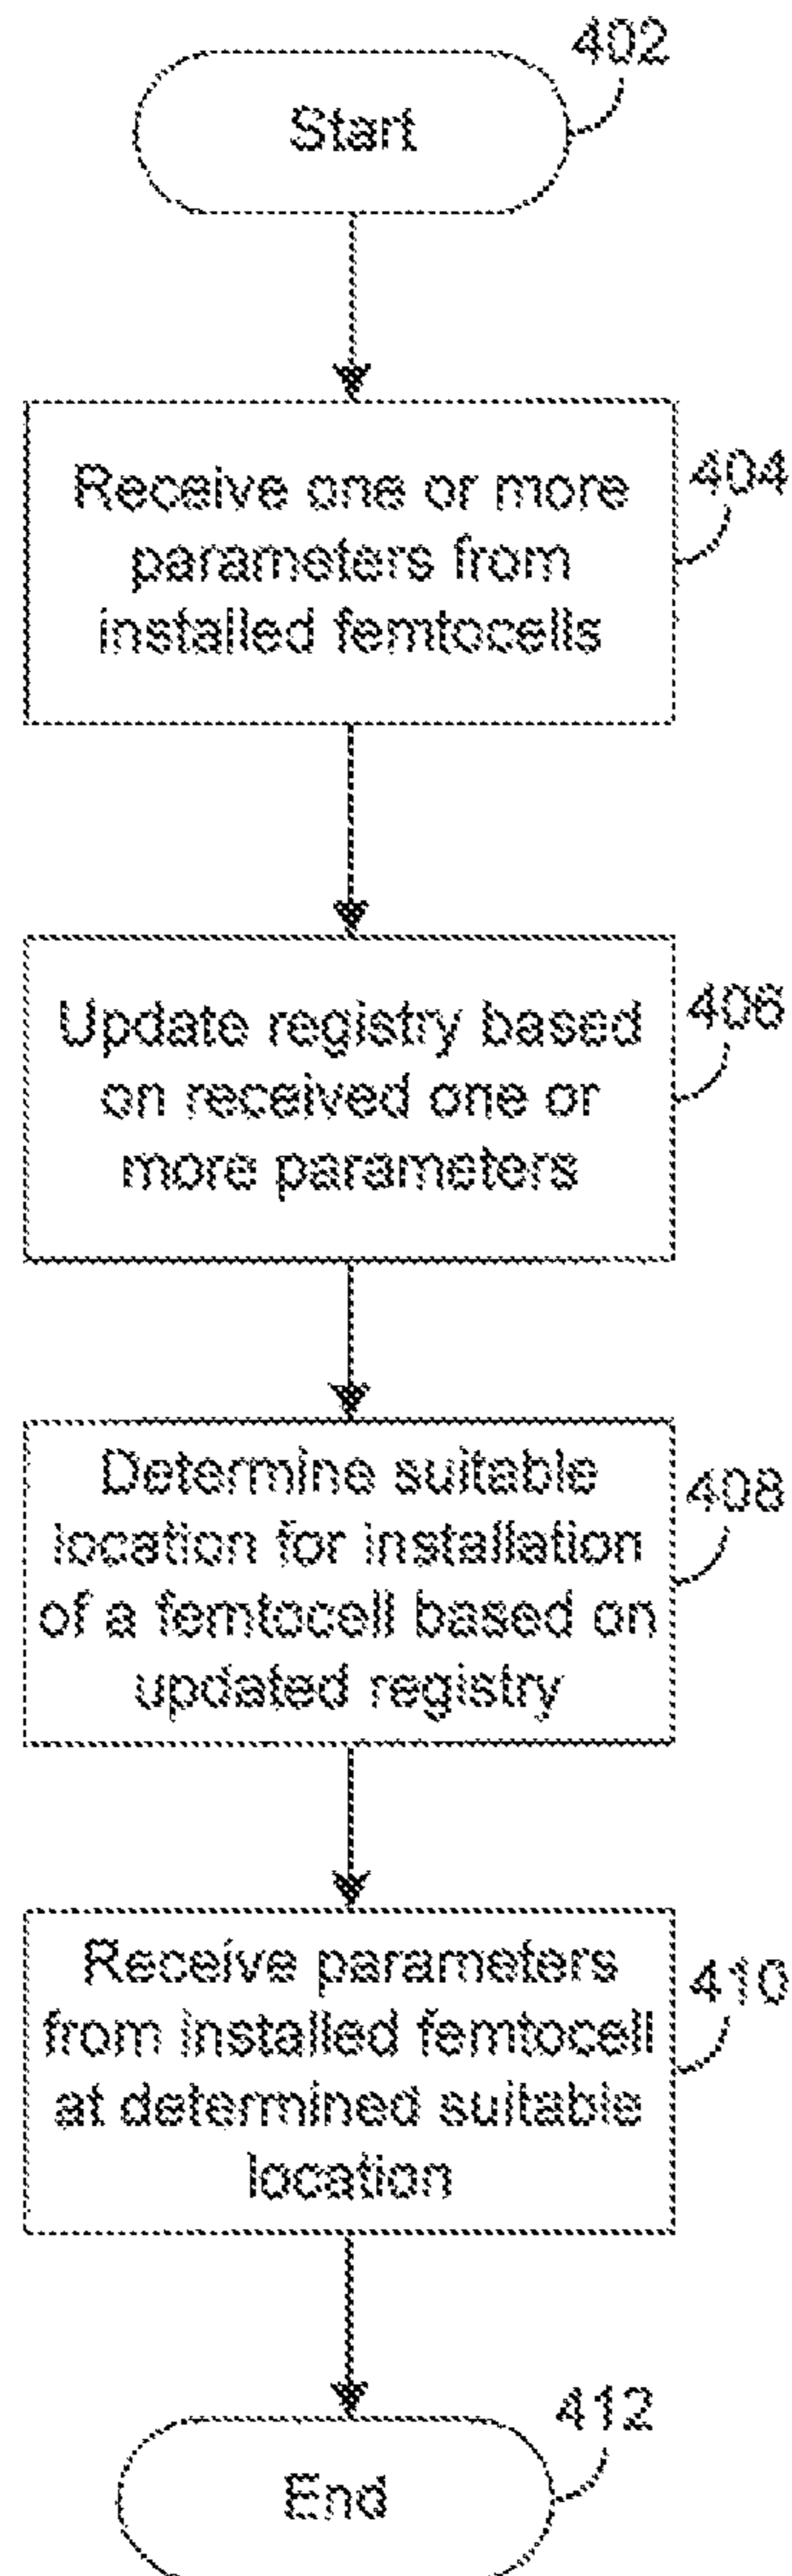 402
Start
404
Receive one or more
parameters from
installed femtocells
406
Update registry based
on received one or
more parameters
408
Determine suitable
location for installation
of a femtocell based on
updated registry
410
Receive parameters
from installed femtocell
at determined suitable
location
412
End